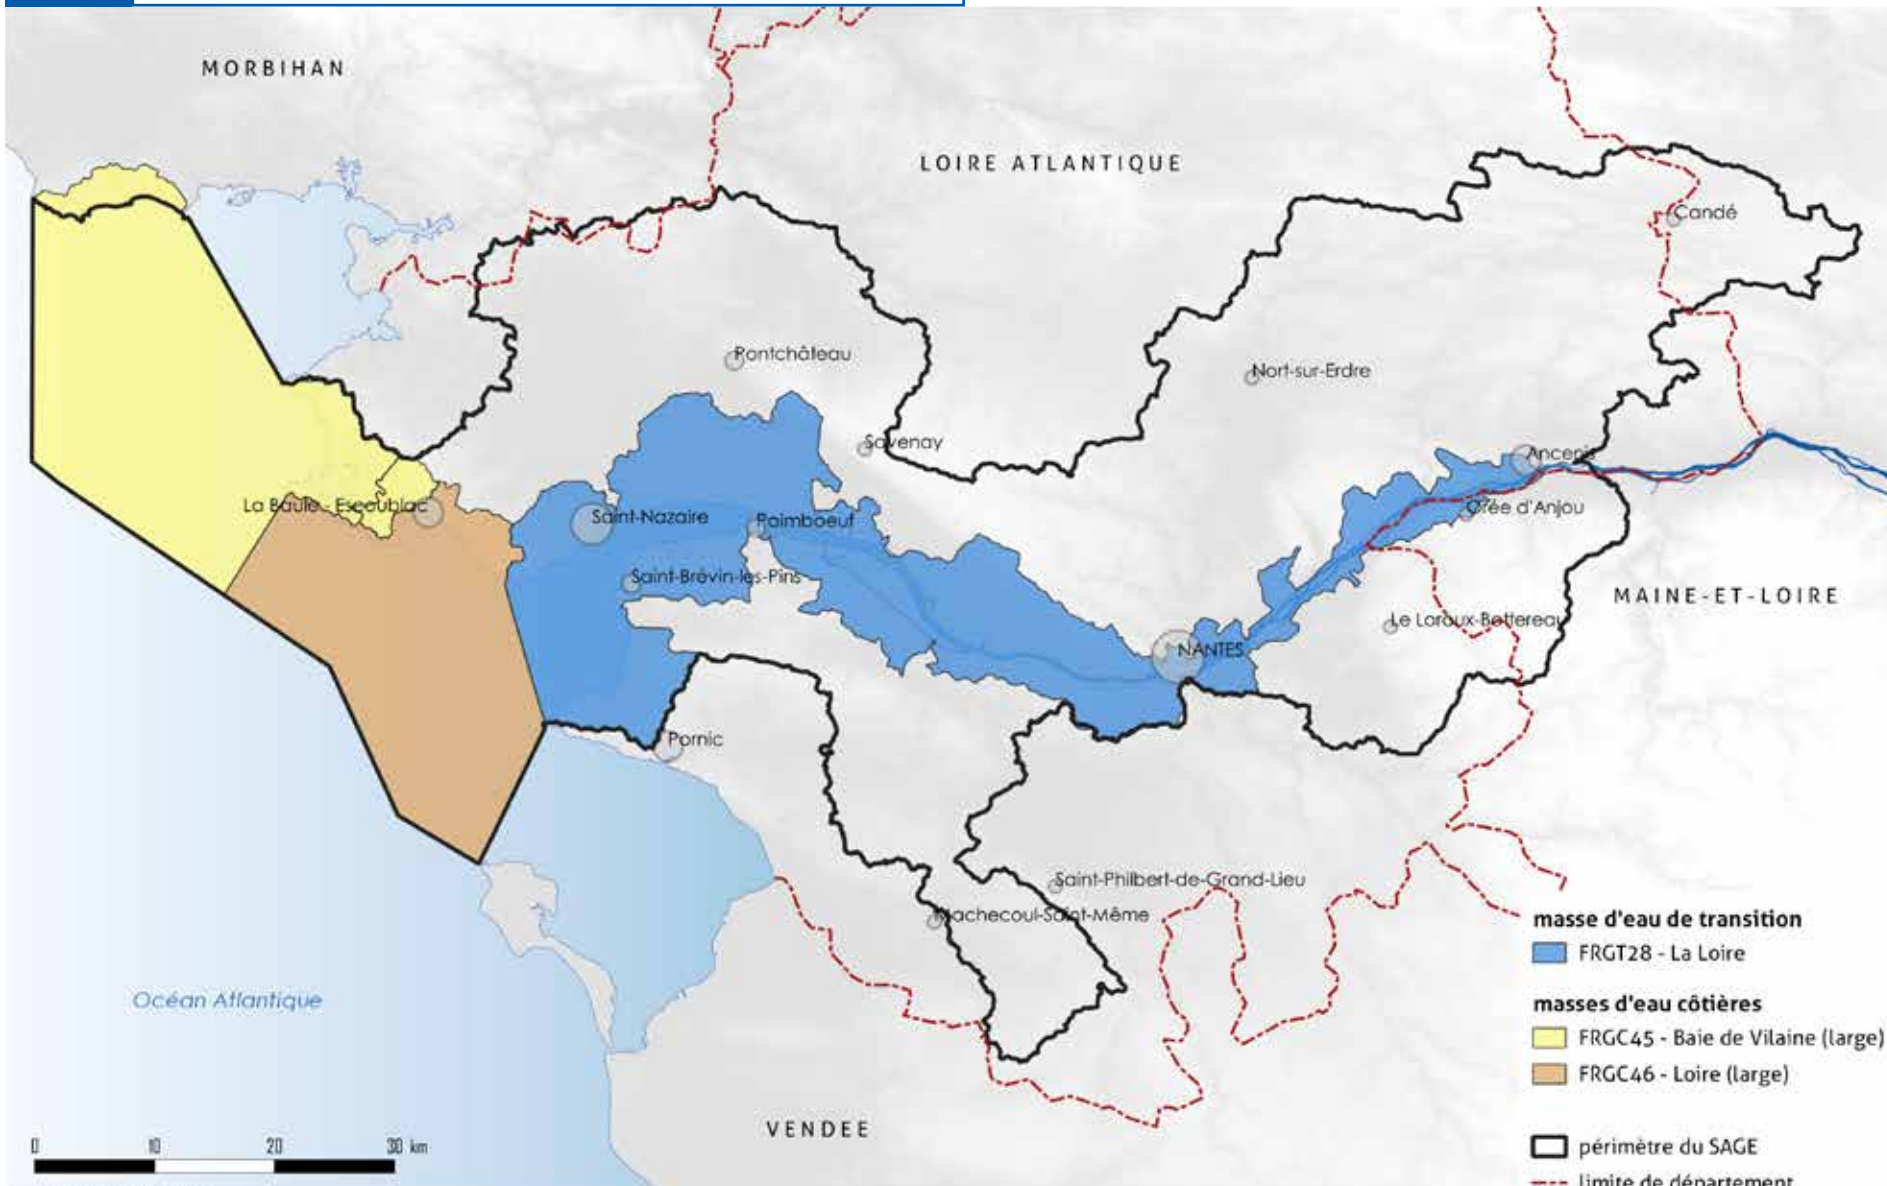 MORBIHAN
LOIRE ATLANTIQUE
Candé
Pontchâteau
Nort-sur-Erdre
Savenay
Ancenis
La Baule - Escoublac
Saint-Nazaire
Paimboeuf
Orée d'Anjou
Saint-Brévin-les-Pins
MAINE-ET-LOIRE
Le Loroux-Bottereau
NANTES
Pornic
Saint-Philbert-de-Grand-Lieu
Machecoul-Saint-Même
Océan Atlantique
VENDEE
masse d'eau de transition
FRGT28 - La Loire
masses d'eau côtières
FRGC45 - Baie de Vilaine (large)
FRGC46 - Loire (large)
périmètre du SAGE
limite de département
0 10 20 30 km